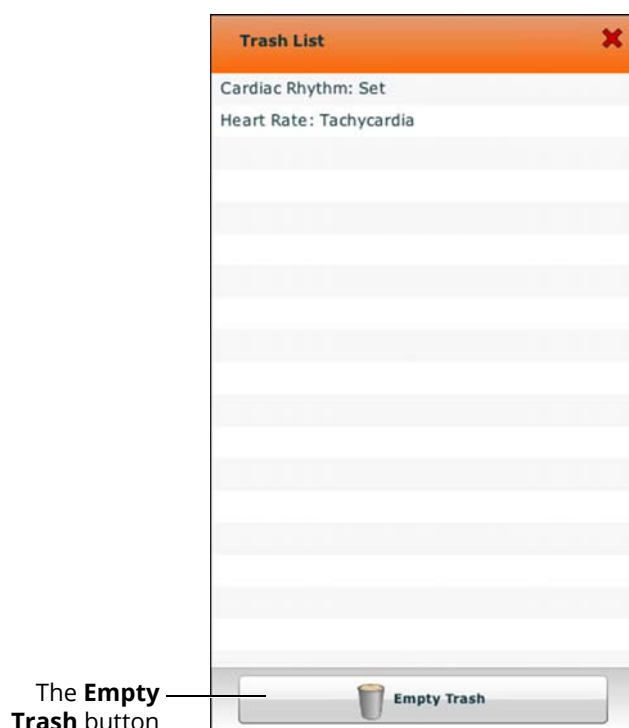 Trash List
Cardiac Rhythm: Set
Heart Rate: Tachycardia
The Empty
Trash button
Empty Trash